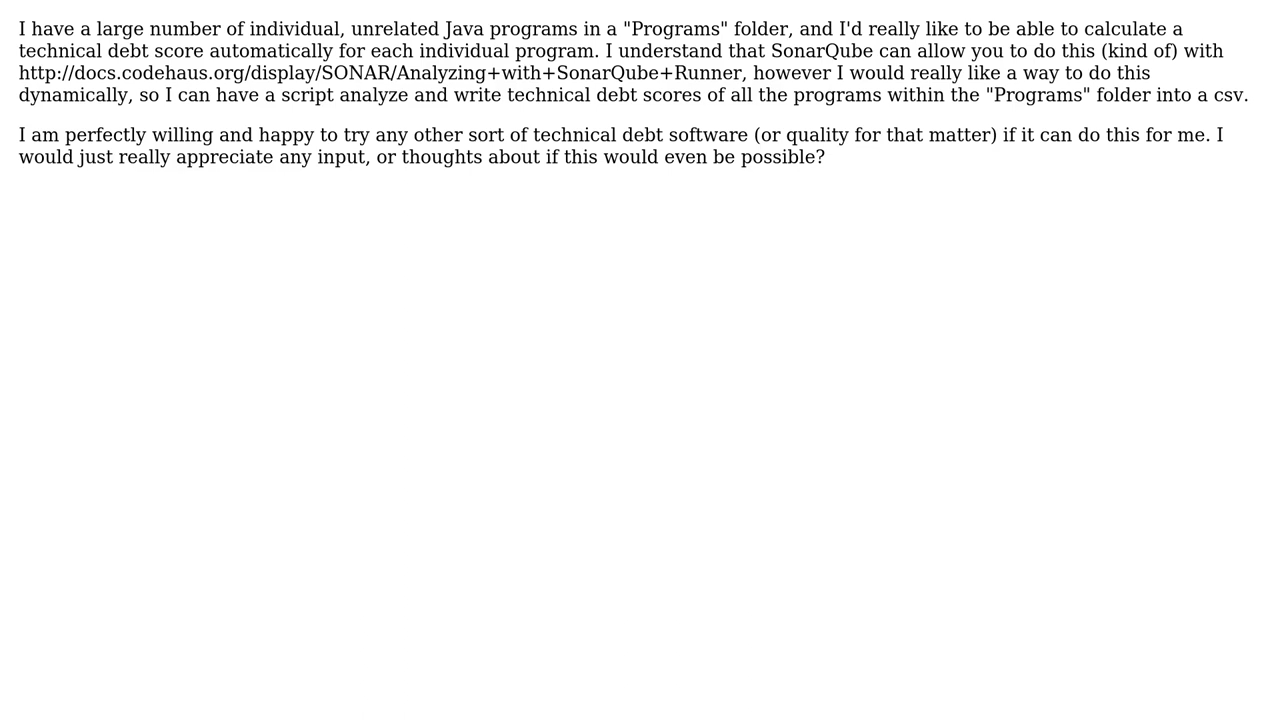 I have a large number of individual, unrelated Java programs in a "Programs" folder, and I'd really like to be able to calculate a
technical debt score automatically for each individual program. I understand that SonarQube can allow you to do this (kind of) with
http://docs.codehaus.org/display/SONAR/Analyzing+with+SonarQube+Runner, however I would really like a way to do this
dynamically, so I can have a script analyze and write technical debt scores of all the programs within the "Programs" folder into a csv.
I am perfectly willing and happy to try any other sort of technical debt software (or quality for that matter) if it can do this for me. I
would just really appreciate any input, or thoughts about if this would even be possible?